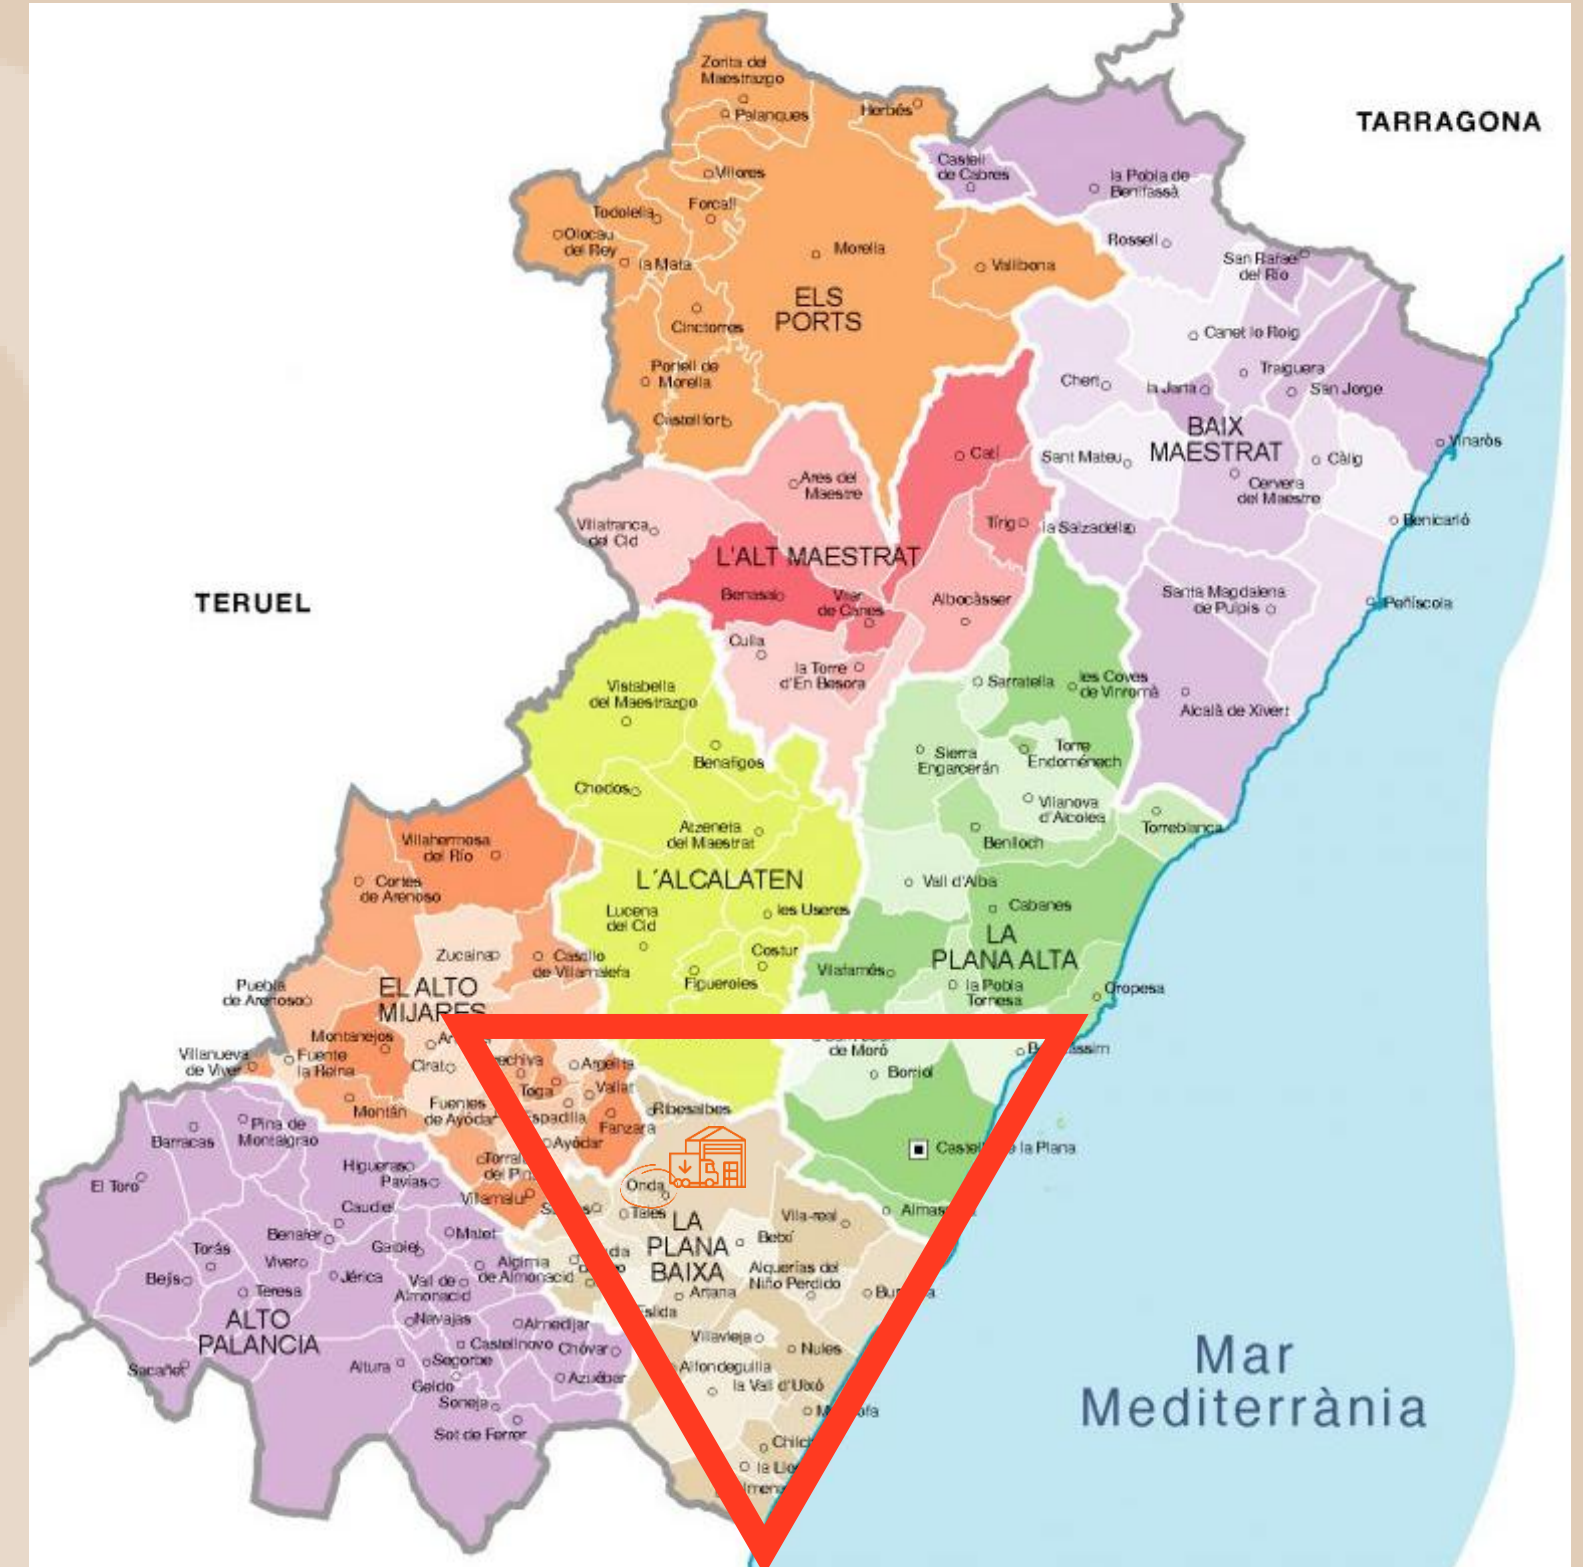 TARRAGONA
TERUEL
Mar
Mediterrània
ELS
PORTS
Zorita del
Maestrazgo
Palanques
Herbés
Villores
Todolella
Forcall
Olocau
del Rey
la Mata
Morella
Vallibona
Cinctorres
Portell de
Morella
Castellfort
BAIX
MAESTRAT
Castell
de Cabres
la Pobla de
Benifassà
Rossell
San Rafael
del Río
Canet lo Roig
Chert
la Jana
Traiguera
San Jorge
Vinaròs
Sant Mateu
Càlig
Cervera
del Maestre
Benicarló
la Salzadella
Santa Magdalena
de Pulpis
Peñíscola
Alcalà de Xivert
L'ALT MAESTRAT
Catí
Ares del
Maestre
Tírig
Villafranca
del Cid
Benasal
Vilar
de Canes
Albocàsser
Culla
la Torre
d'En Besora
L´ALCALATEN
Vistabella
del Maestrazgo
Benafigos
Chodos
Atzeneta
del Maestrat
Lucena
del Cid
les Useres
Costur
Figueroles
LA
PLANA ALTA
Sarratella
les Coves
de Vinromà
Sierra
Engarcerán
Torre
Endoménech
Vilanova
d'Alcolea
Torreblanca
Benlloch
Vall d'Alba
Cabanes
Vilafamés
la Pobla
Tornesa
Oropesa
de Moró
Borriol
EL ALTO
MIJARES
Villahermosa
del Río
Cortes
de Arenoso
Zucaina
Castillo
de Villamalefa
Puebla
de Arenoso
Montanejos
Villanueva
de Viver
Fuente
la Reina
Cirat
Argelita
Toga
Vallat
Montán
Fuentes
de Ayódar
Espadilla
Fanzara
Ayódar
Villamalur
LA
PLANA
BAIXA
Ribesalbes
Onda
Tales
Vila-real
Betxí
Alquerías del
Niño Perdido
Artana
Eslida
Villavieja
Nules
Alfondeguilla
la Vall d'Uixó
ALTO
PALANCIA
Barracas
Pina de
Montalgrao
El Toro
Higueras
Pavías
Caudiel
Benafer
Matet
Torás
Viver
Gaibiel
Bejís
Teresa
Jérica
Algimia
de Almonacid
Vall de
Almonacid
Navajas
Almedíjar
Castellnovo
Chóvar
Sacañet
Altura
Segorbe
Azuébar
Geldo
Soneja
Sot de Ferrer